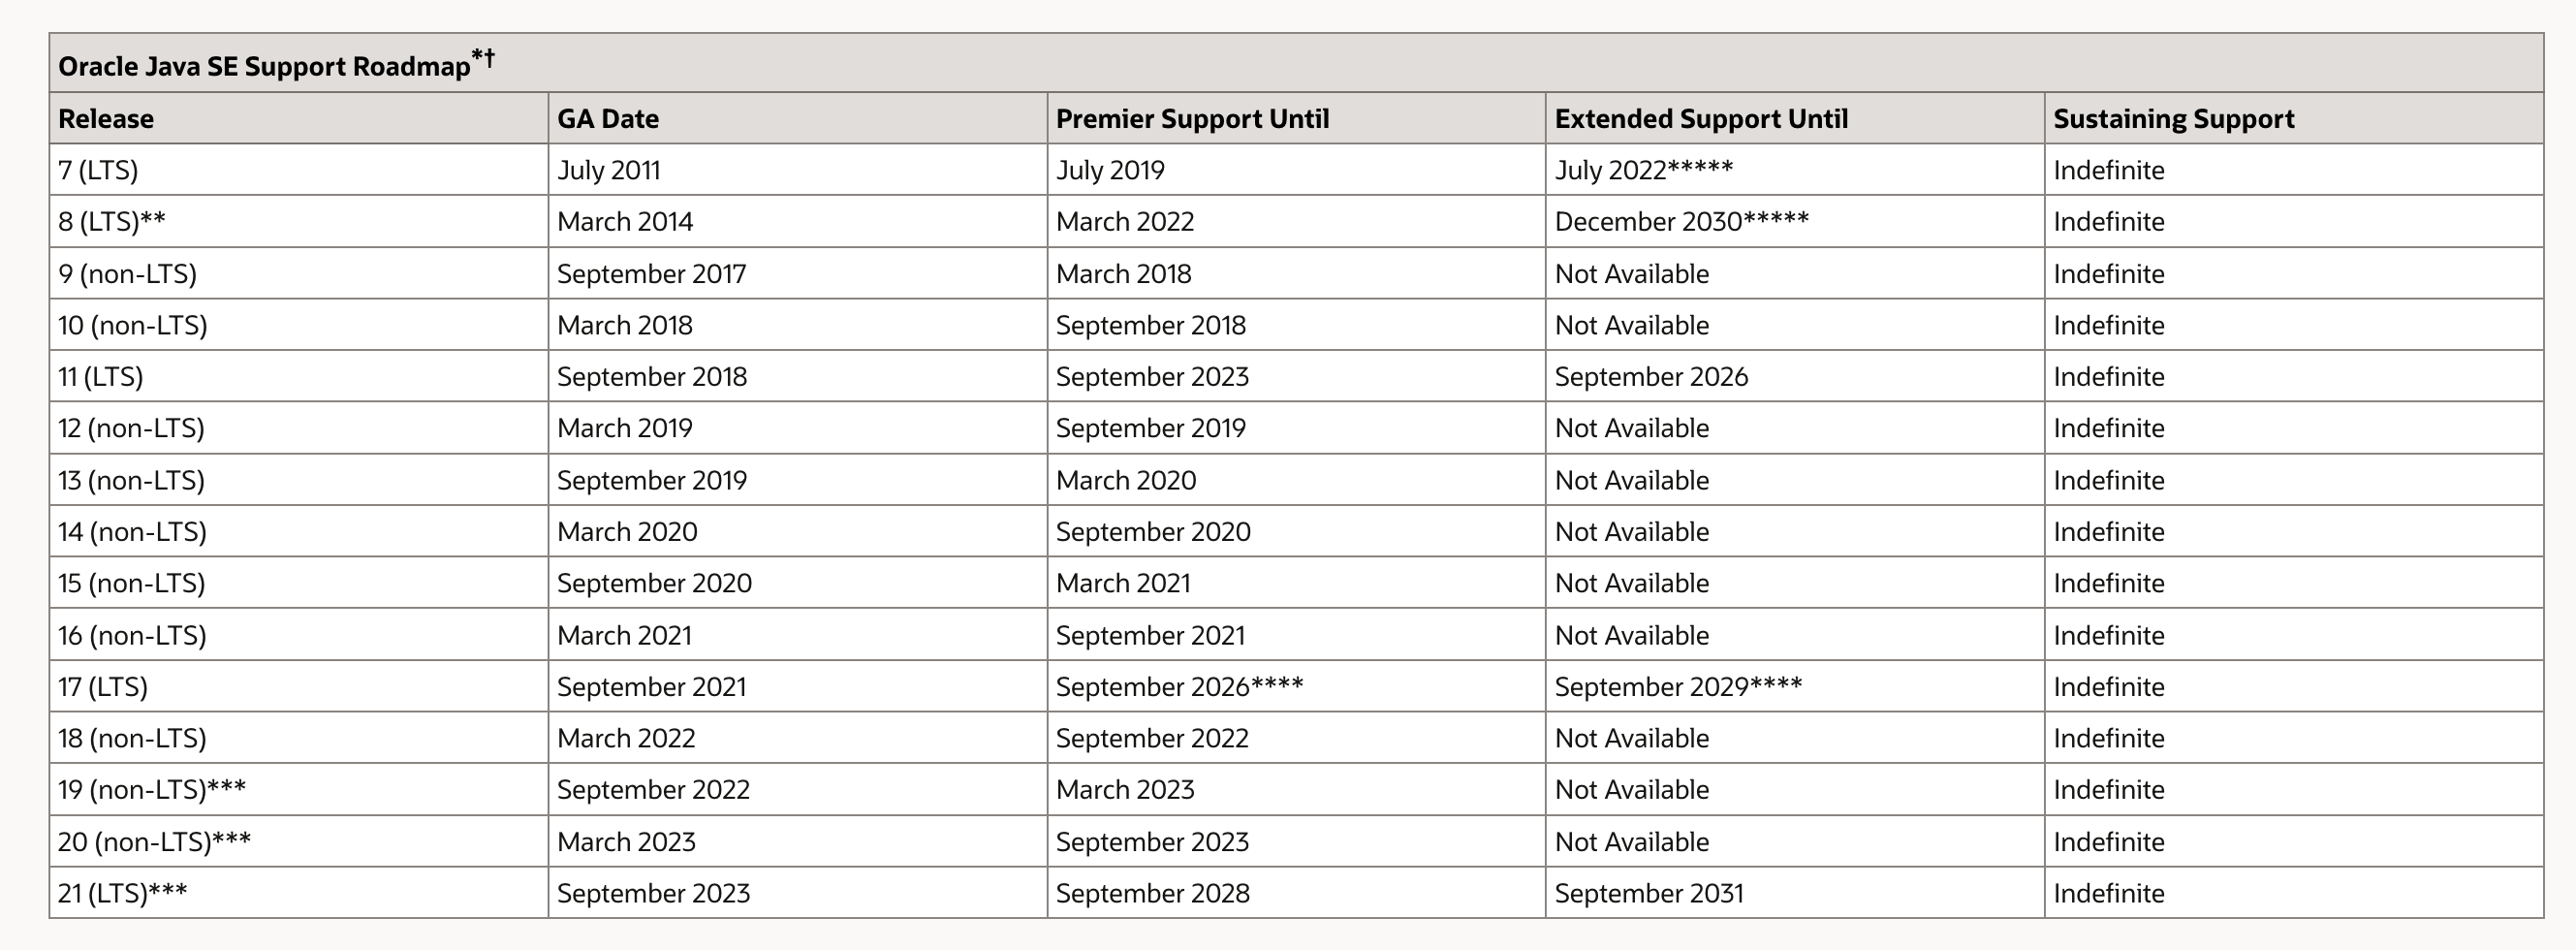 Oracle Java SE Support Roadmap*†
Release GA Date Premier Support Until Extended Support Until Sustaining Support
7 (LTS) July 2011 July 2019 July 2022***** Indefinite
8 (LTS)** March 2014 March 2022 December 2030***** Indefinite
9 (non-LTS) September 2017 March 2018 Not Available Indefinite
10 (non-LTS) March 2018 September 2018 Not Available Indefinite
11 (LTS) September 2018 September 2023 September 2026 Indefinite
12 (non-LTS) March 2019 September 2019 Not Available Indefinite
13 (non-LTS) September 2019 March 2020 Not Available Indefinite
14 (non-LTS) March 2020 September 2020 Not Available Indefinite
15 (non-LTS) September 2020 March 2021 Not Available Indefinite
16 (non-LTS) March 2021 September 2021 Not Available Indefinite
17 (LTS) September 2021 September 2026**** September 2029**** Indefinite
18 (non-LTS) March 2022 September 2022 Not Available Indefinite
19 (non-LTS)*** September 2022 March 2023 Not Available Indefinite
20 (non-LTS)*** March 2023 September 2023 Not Available Indefinite
21 (LTS)*** September 2023 September 2028 September 2031 Indefinite